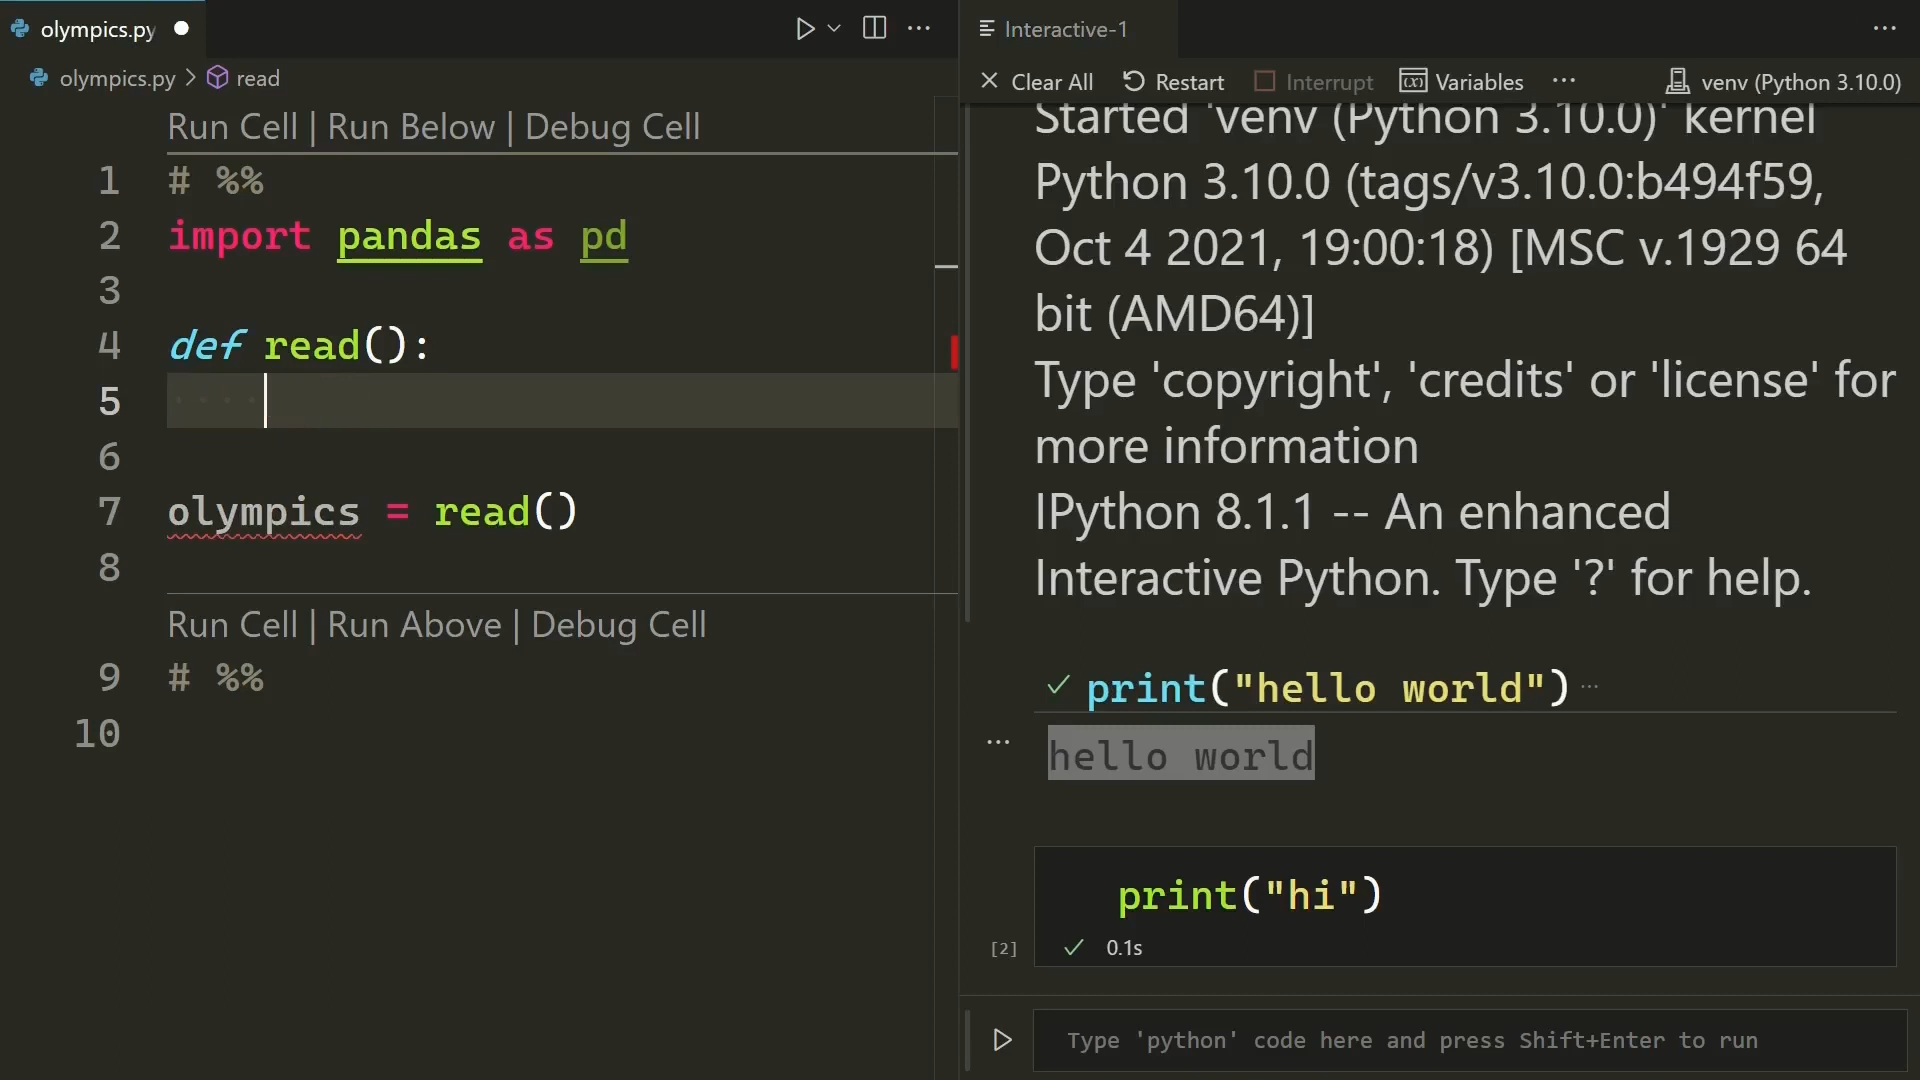 olympics.py
olympics.py > read
Run Cell | Run Below | Debug Cell
1 # %%
2 import pandas as pd
3
4 def read():
5
6
7 olympics = read()
8
Run Cell | Run Above | Debug Cell
9 # %%
10
Interactive-1
Clear All Restart Interrupt Variables ... venv (Python 3.10.0)
Started 'venv (Python 3.10.0)' kernel
Python 3.10.0 (tags/v3.10.0:b494f59,
Oct 4 2021, 19:00:18) [MSC v.1929 64
bit (AMD64)]
Type 'copyright', 'credits' or 'license' for
more information
IPython 8.1.1 -- An enhanced
Interactive Python. Type '?' for help.
print("hello world") ...
hello world
print("hi")
[2] 0.1s
Type 'python' code here and press Shift+Enter to run